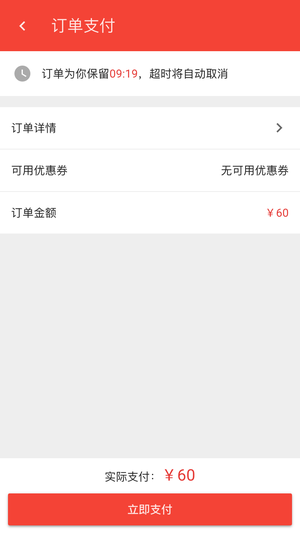 订单支付
订单为你保留09:19，超时将自动取消
订单详情
可用优惠券 无可用优惠券
订单金额 ￥60
实际支付：￥60
立即支付